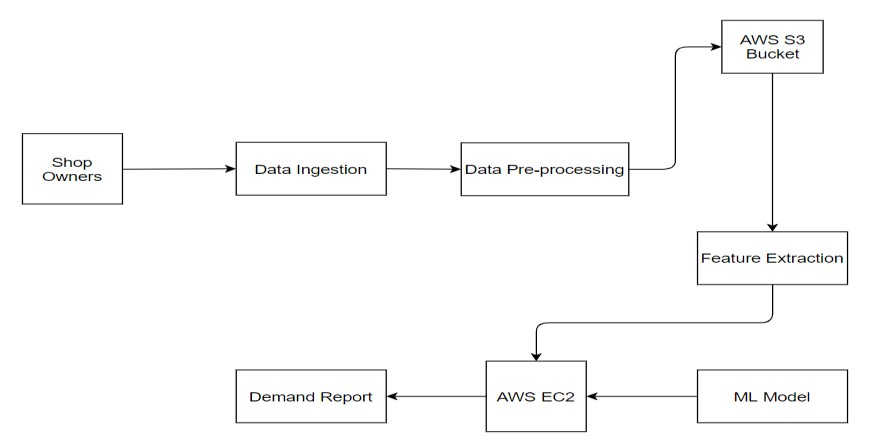 AWS S3
Bucket
Shop
Owners
Data Ingestion
Data Pre-processing
Feature Extraction
Demand Report
AWS EC2
ML Model